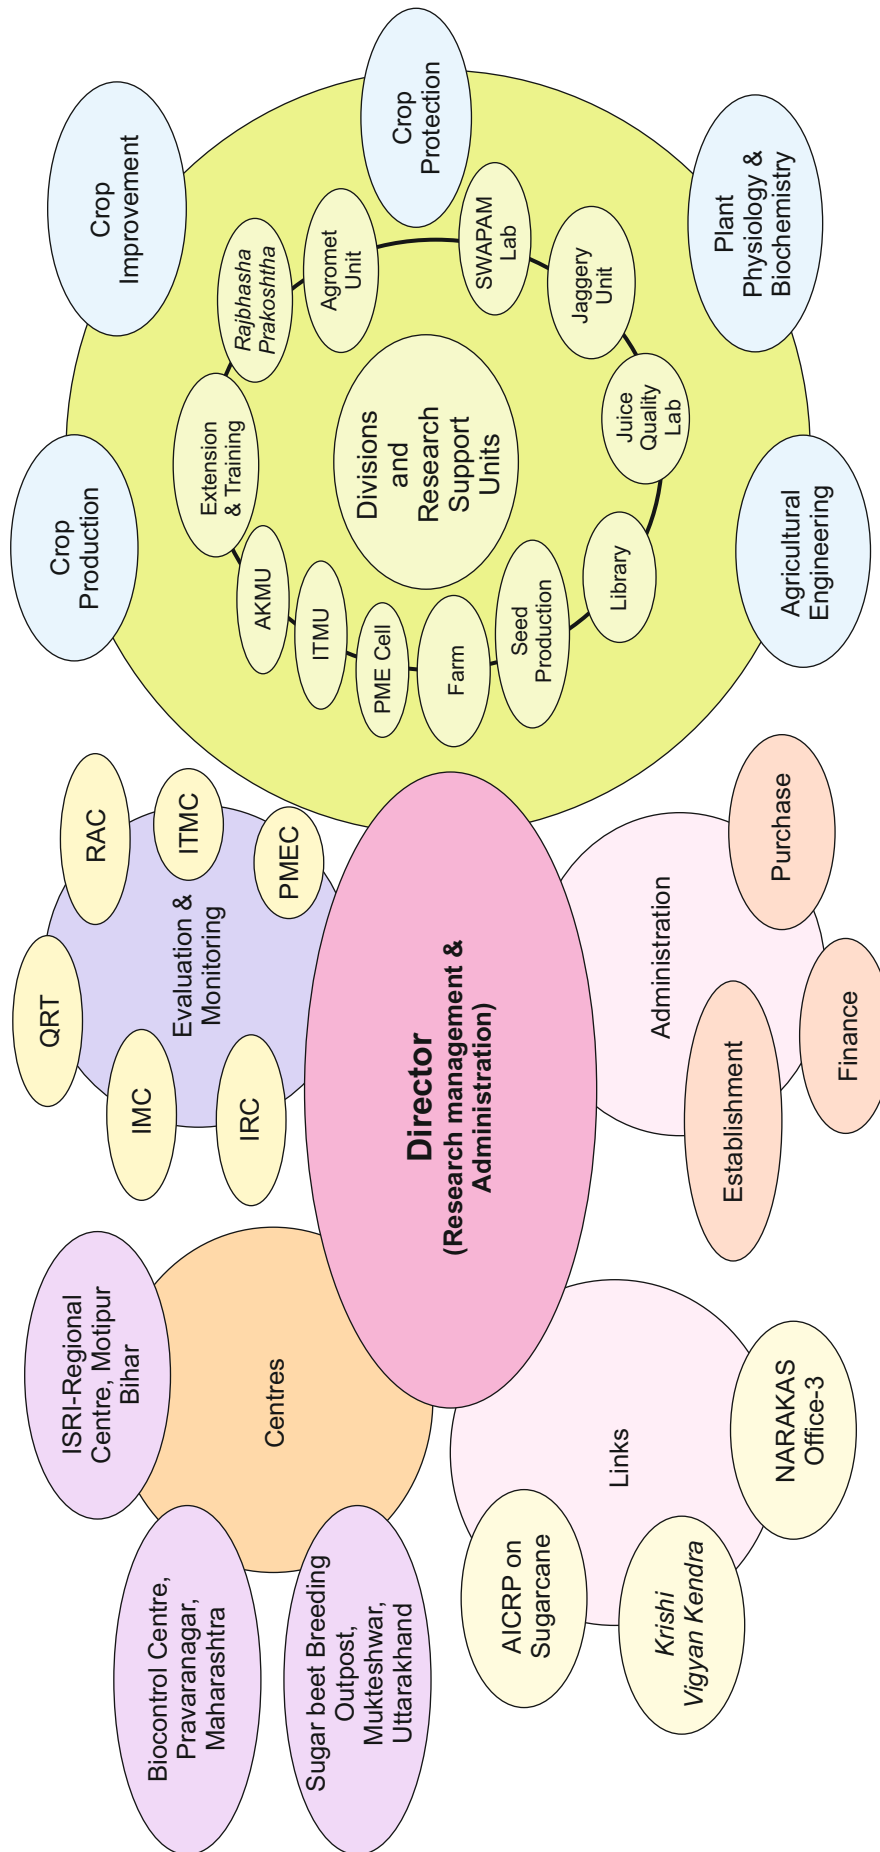 ISRI-Regional
Centre, Motipur
Bihar
Biocontrol Centre,
Pravaranagar,
Maharashtra
Sugar beet Breeding
Outpost,
Mukteshwar,
Uttarakhand
Centres
QRT
RAC
IMC
ITMC
IRC
PMEC
Evaluation &
Monitoring
Director
(Research management &
Administration)
AICRP on
Sugarcane
Krishi
Vigyan Kendra
NARAKAS
Office-3
Links
Administration
Establishment
Finance
Purchase
Crop
Production
Crop
Improvement
Crop
Protection
Plant
Physiology &
Biochemistry
Agricultural
Engineering
Divisions
and
Research
Support
Units
Extension
& Training
Rajbhasha
Prakoshtha
Agromet
Unit
SWAPAM
Lab
Jaggery
Unit
Juice
Quality
Lab
Library
Seed
Production
Farm
PME Cell
ITMU
AKMU